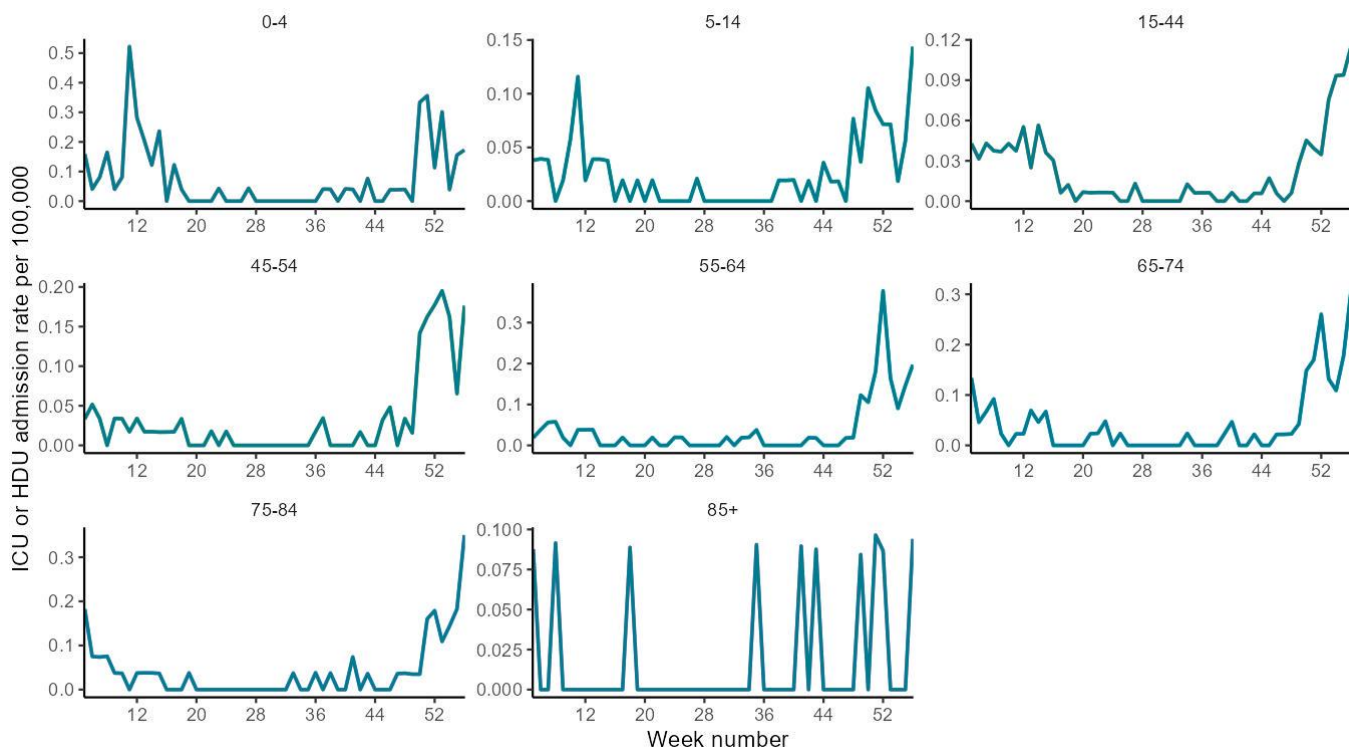 0-4 5-14 15-44
0.5 0.4 0.3 0.2 0.1 0.0
0.15 0.10 0.05 0.00
0.12 0.09 0.06 0.03 0.00
12 20 28 36 44 52 12 20 28 36 44 52 12 20 28 36 44 52
ICU or HDU admission rate per 100,000
45-54 55-64 65-74
0.20 0.15 0.10 0.05 0.00
0.3 0.2 0.1 0.0
0.3 0.2 0.1 0.0
12 20 28 36 44 52 12 20 28 36 44 52 12 20 28 36 44 52
75-84 85+
0.3 0.2 0.1 0.0
0.100 0.075 0.050 0.025 0.000
12 20 28 36 44 52 12 20 28 36 44 52
Week number